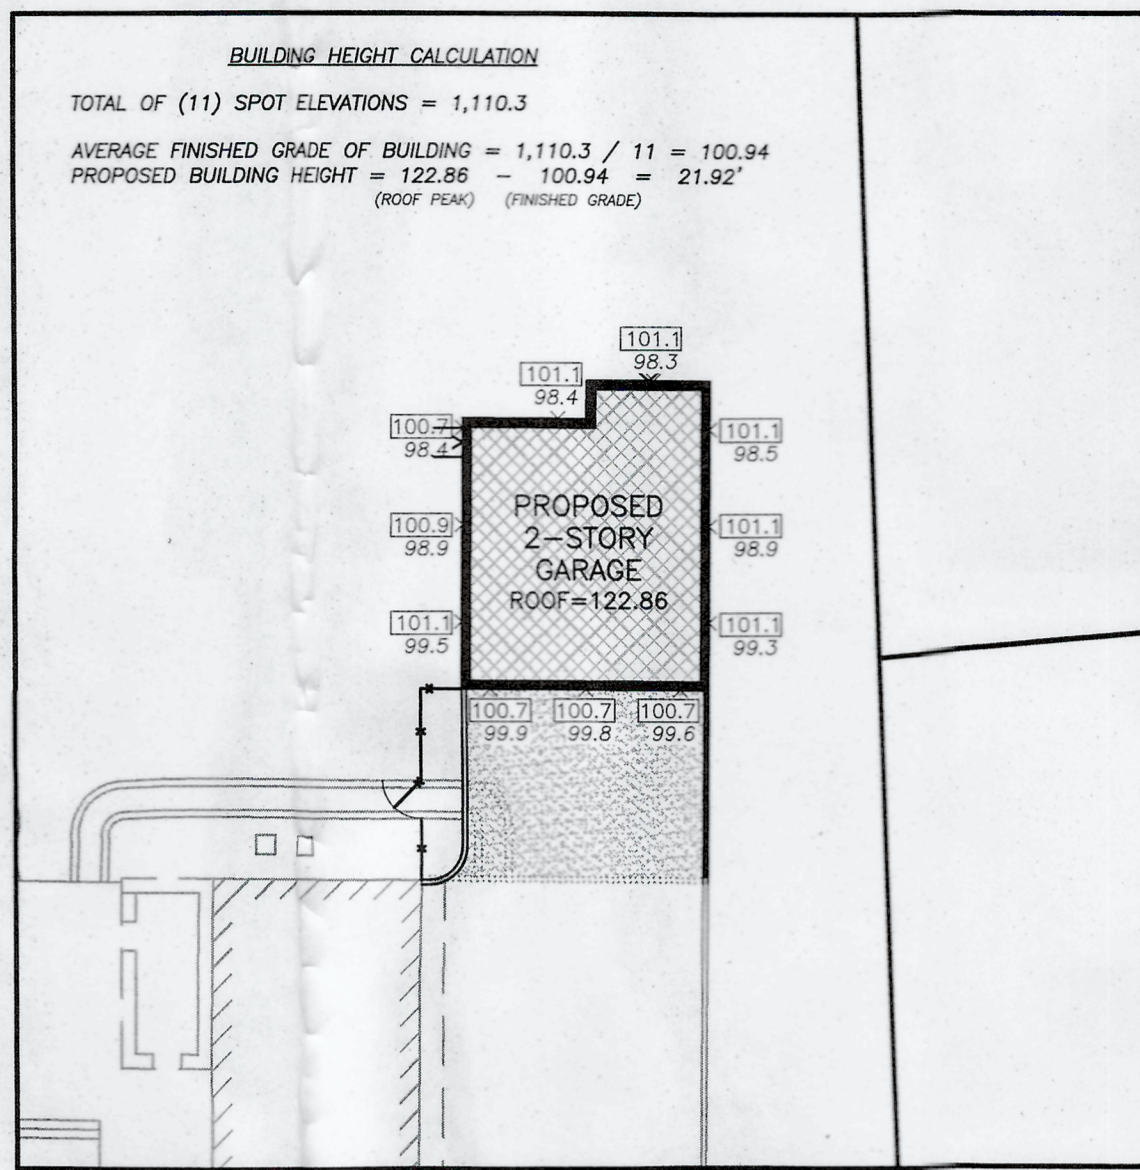 BUILDING HEIGHT CALCULATION
TOTAL OF (11) SPOT ELEVATIONS = 1,110.3
AVERAGE FINISHED GRADE OF BUILDING = 1,110.3 / 11 = 100.94
PROPOSED BUILDING HEIGHT = 122.86 - 100.94 = 21.92'
(ROOF PEAK) (FINISHED GRADE)
101.1
98.3
101.1
98.4
100.7
98.4
101.1
98.5
100.9
98.9
101.1
98.9
101.1
99.5
101.1
99.3
PROPOSED
2-STORY
GARAGE
ROOF=122.86
100.7 100.7 100.7
99.9 99.8 99.6